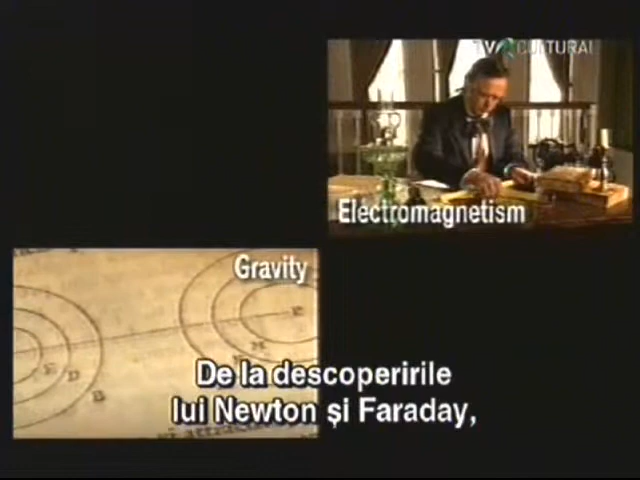 TVR CULTURAL
Electromagnetism
Gravity
E
D
B
M
De la descoperirile
lui Newton și Faraday,